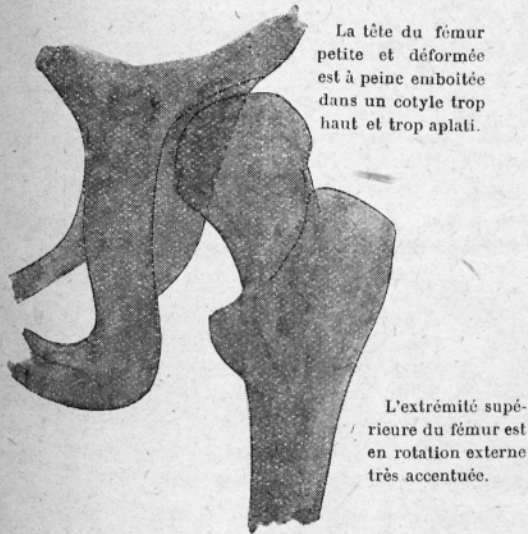 La tête du fémur
petite et déformée
est à peine emboîtée
dans un cotyle trop
haut et trop aplati.
L'extrémité supé-
rieure du fémur est
en rotation externe
très accentuée.